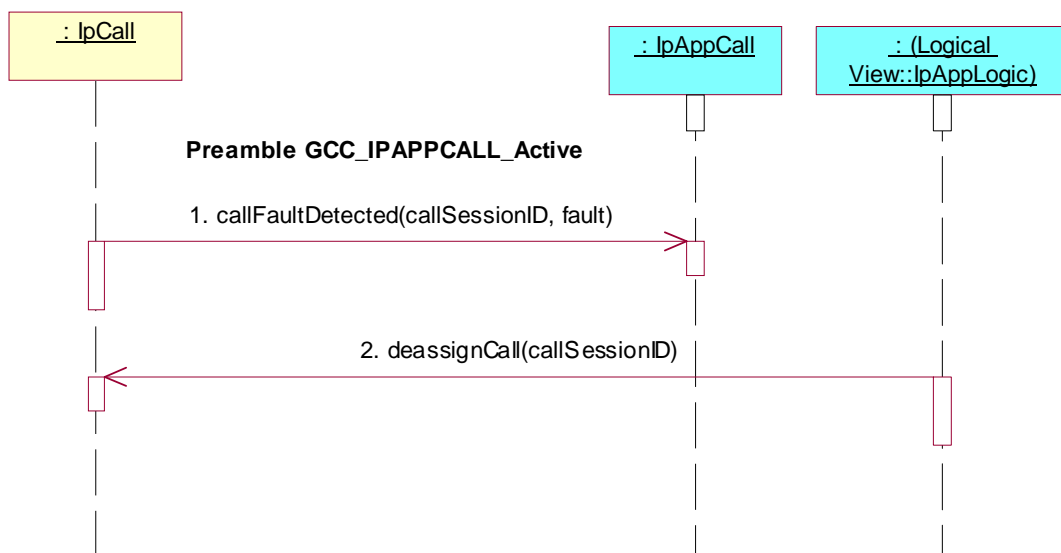 : IpCall
: IpAppCall
: (Logical
View::IpAppLogic)
Preamble GCC_IPAPPCALL_Active
1. callFaultDetected(callSessionID, fault)
2. deassignCall(callSessionID)